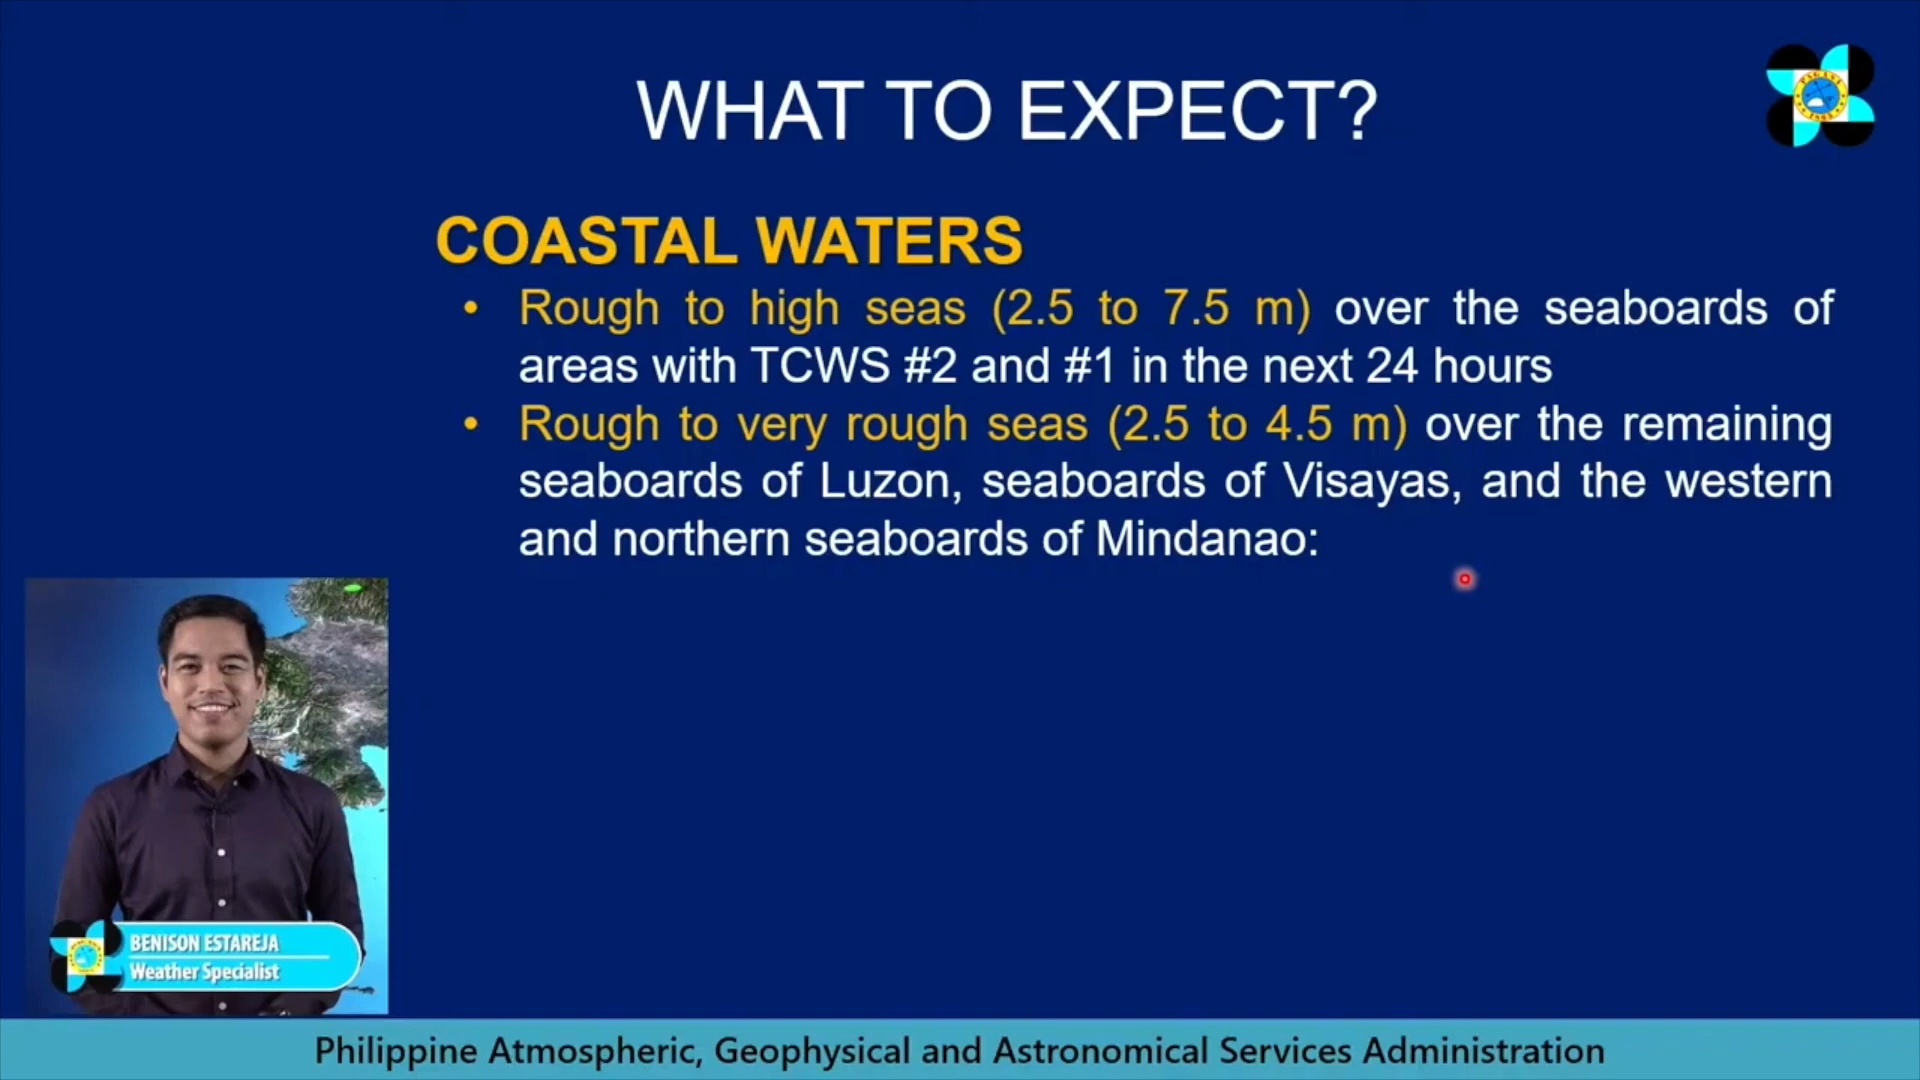 WHAT TO EXPECT?
COASTAL WATERS
• Rough to high seas (2.5 to 7.5 m) over the seaboards of
areas with TCWS #2 and #1 in the next 24 hours
• Rough to very rough seas (2.5 to 4.5 m) over the remaining
seaboards of Luzon, seaboards of Visayas, and the western
and northern seaboards of Mindanao:
BENISON ESTAREJA
Weather Specialist
Philippine Atmospheric, Geophysical and Astronomical Services Administration